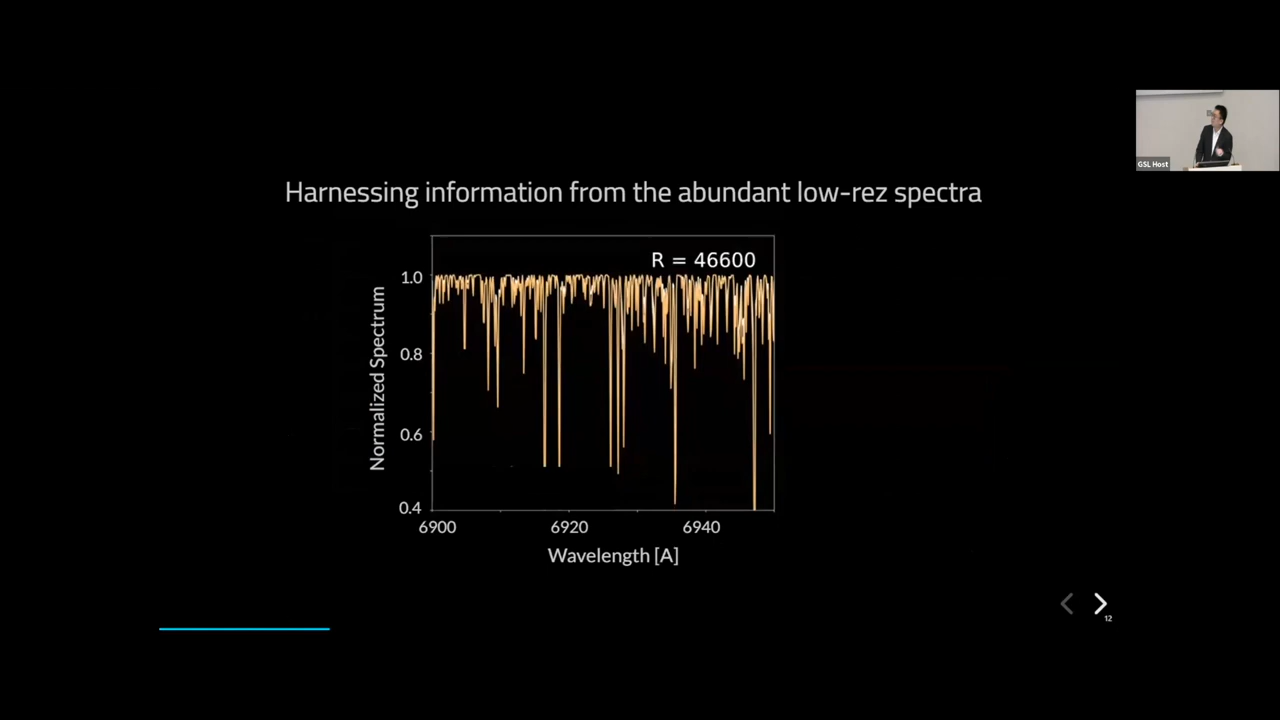 Harnessing information from the abundant low-rez spectra
R = 46600
1.0
0.8
0.6
0.4
Normalized Spectrum
6900
6920
6940
Wavelength [A]
GSL Host
12